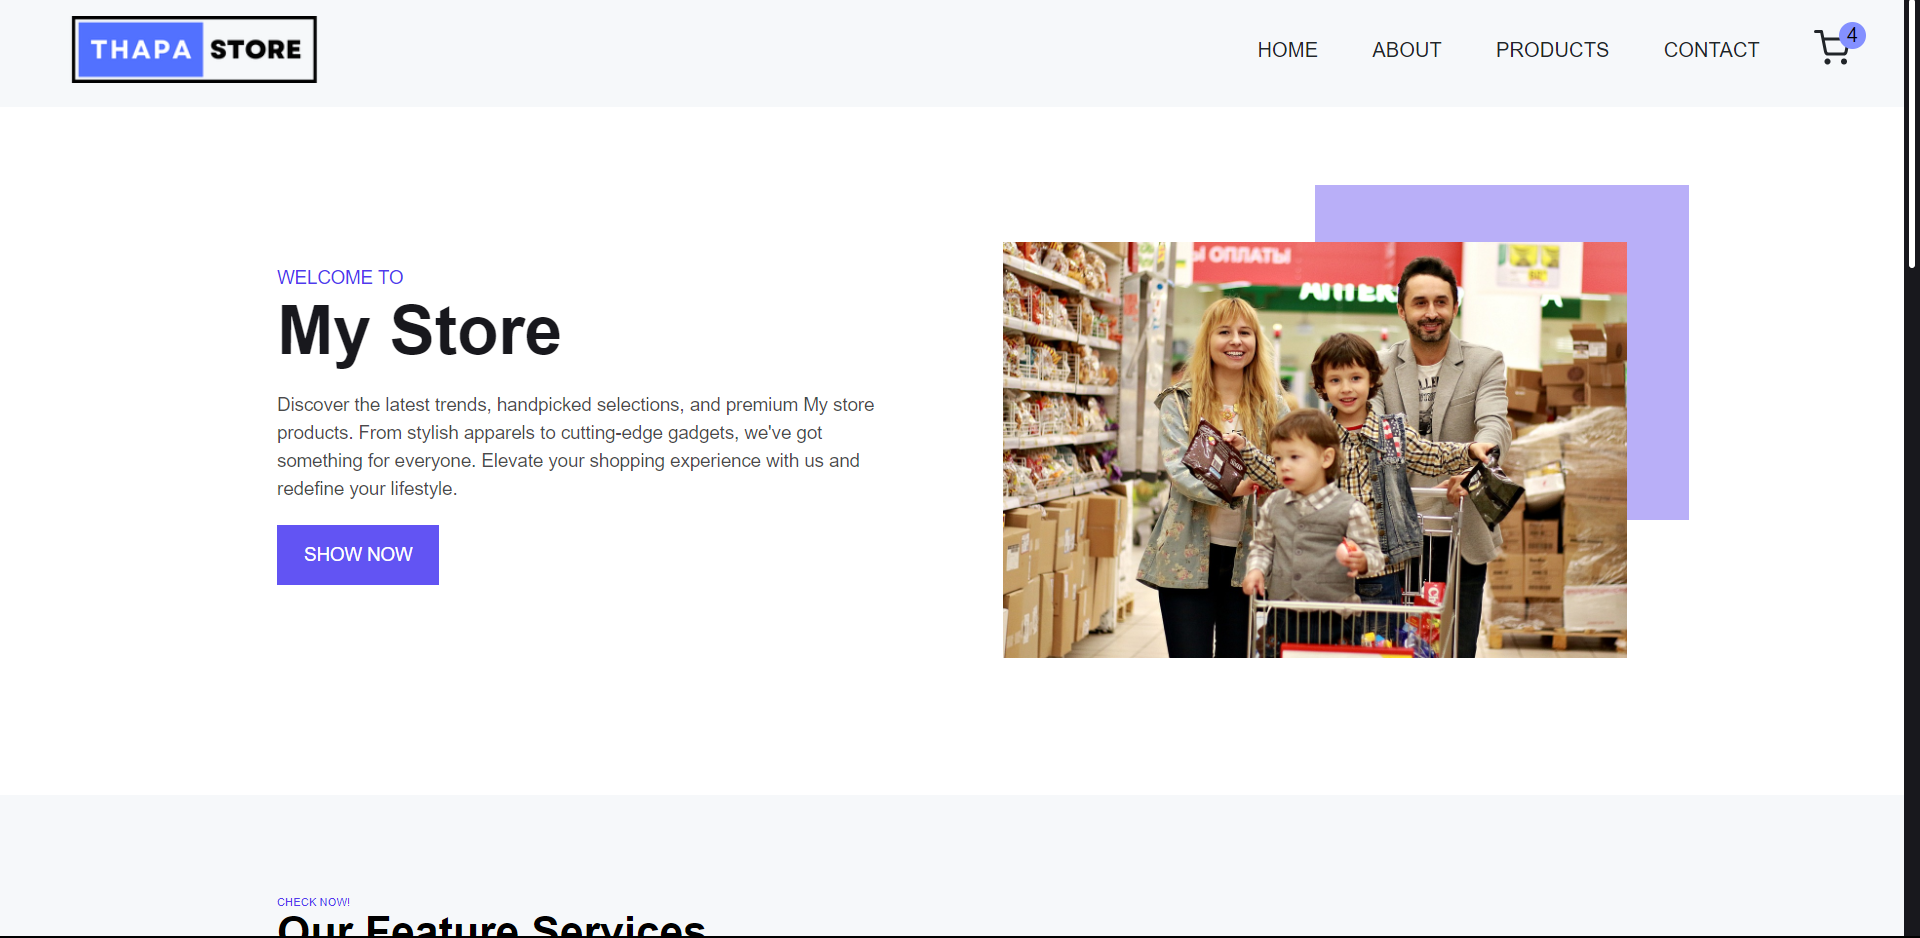 THAPA STORE
HOME
ABOUT
PRODUCTS
CONTACT
4
WELCOME TO
My Store
Discover the latest trends, handpicked selections, and premium My store
products. From stylish apparels to cutting-edge gadgets, we've got
something for everyone. Elevate your shopping experience with us and
redefine your lifestyle.
SHOW NOW
ОПЛАТЫ
CHECK NOW!
Our Feature Services